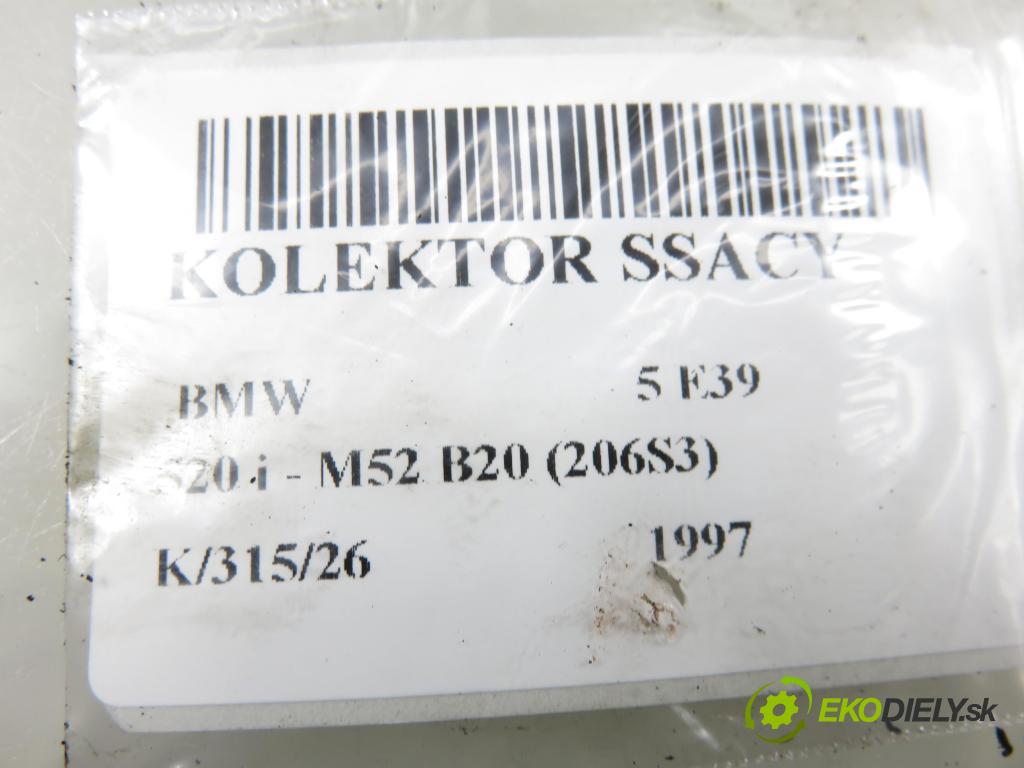 KOLEKTOR SSACY
BMW 5 E39
520 i - M52 B20 (206S3)
K/315/26 1997
EKODIELY.sk